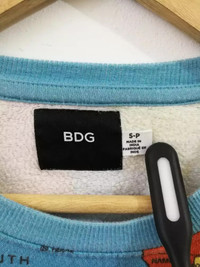 BDG
S-P
MADE IN
INDIA
FABRIQUÉ EN
INDE
UTH